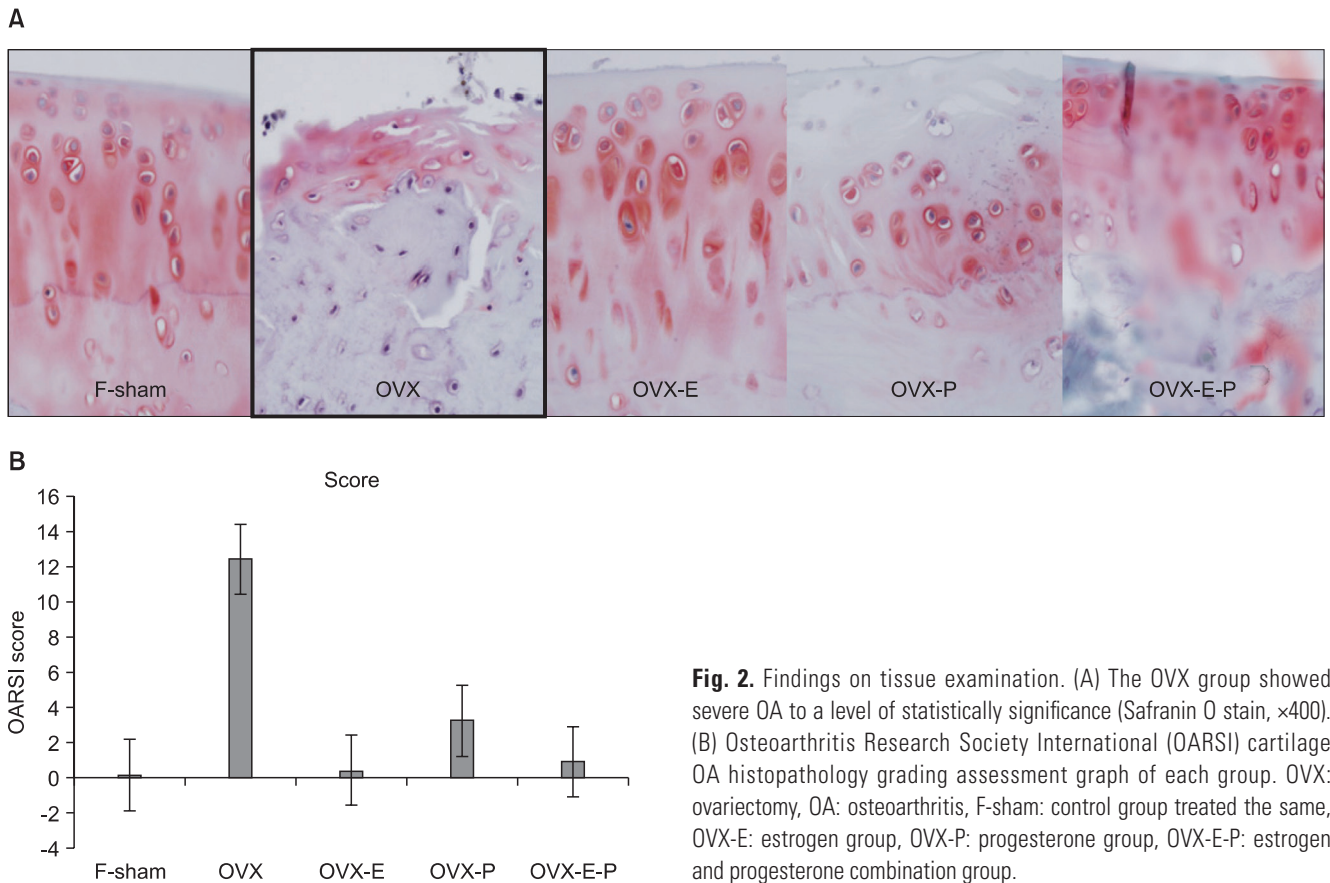 A
F-sham
OVX
OVX-E
OVX-P
OVX-E-P
B
Score
16
14
12
10
8
6
4
2
0
-2
-4
OARSI score
F-sham
OVX
OVX-E
OVX-P
OVX-E-P
Fig. 2. Findings on tissue examination. (A) The OVX group showed
severe OA to a level of statistically significance (Safranin O stain, ×400).
(B) Osteoarthritis Research Society International (OARSI) cartilage
OA histopathology grading assessment graph of each group. OVX:
ovariectomy, OA: osteoarthritis, F-sham: control group treated the same,
OVX-E: estrogen group, OVX-P: progesterone group, OVX-E-P: estrogen
and progesterone combination group.